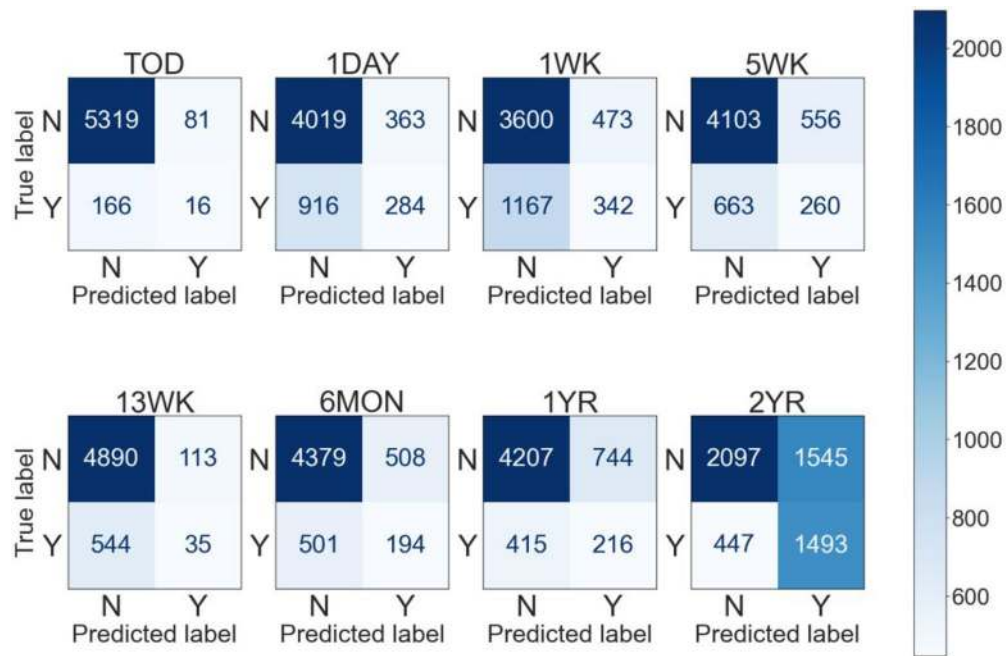 TOD 1DAY 1WK 5WK
True label
N 5319 81 N 4019 363 N 3600 473 N 4103 556
Y 166 16 Y 916 284 Y 1167 342 Y 663 260
N Y N Y N Y N Y
Predicted label Predicted label Predicted label Predicted label
13WK 6MON 1YR 2YR
True label
N 4890 113 N 4379 508 N 4207 744 N 2097 1545
Y 544 35 Y 501 194 Y 415 216 Y 447 1493
N Y N Y N Y N Y
Predicted label Predicted label Predicted label Predicted label
2000
1800
1600
1400
1200
1000
800
600